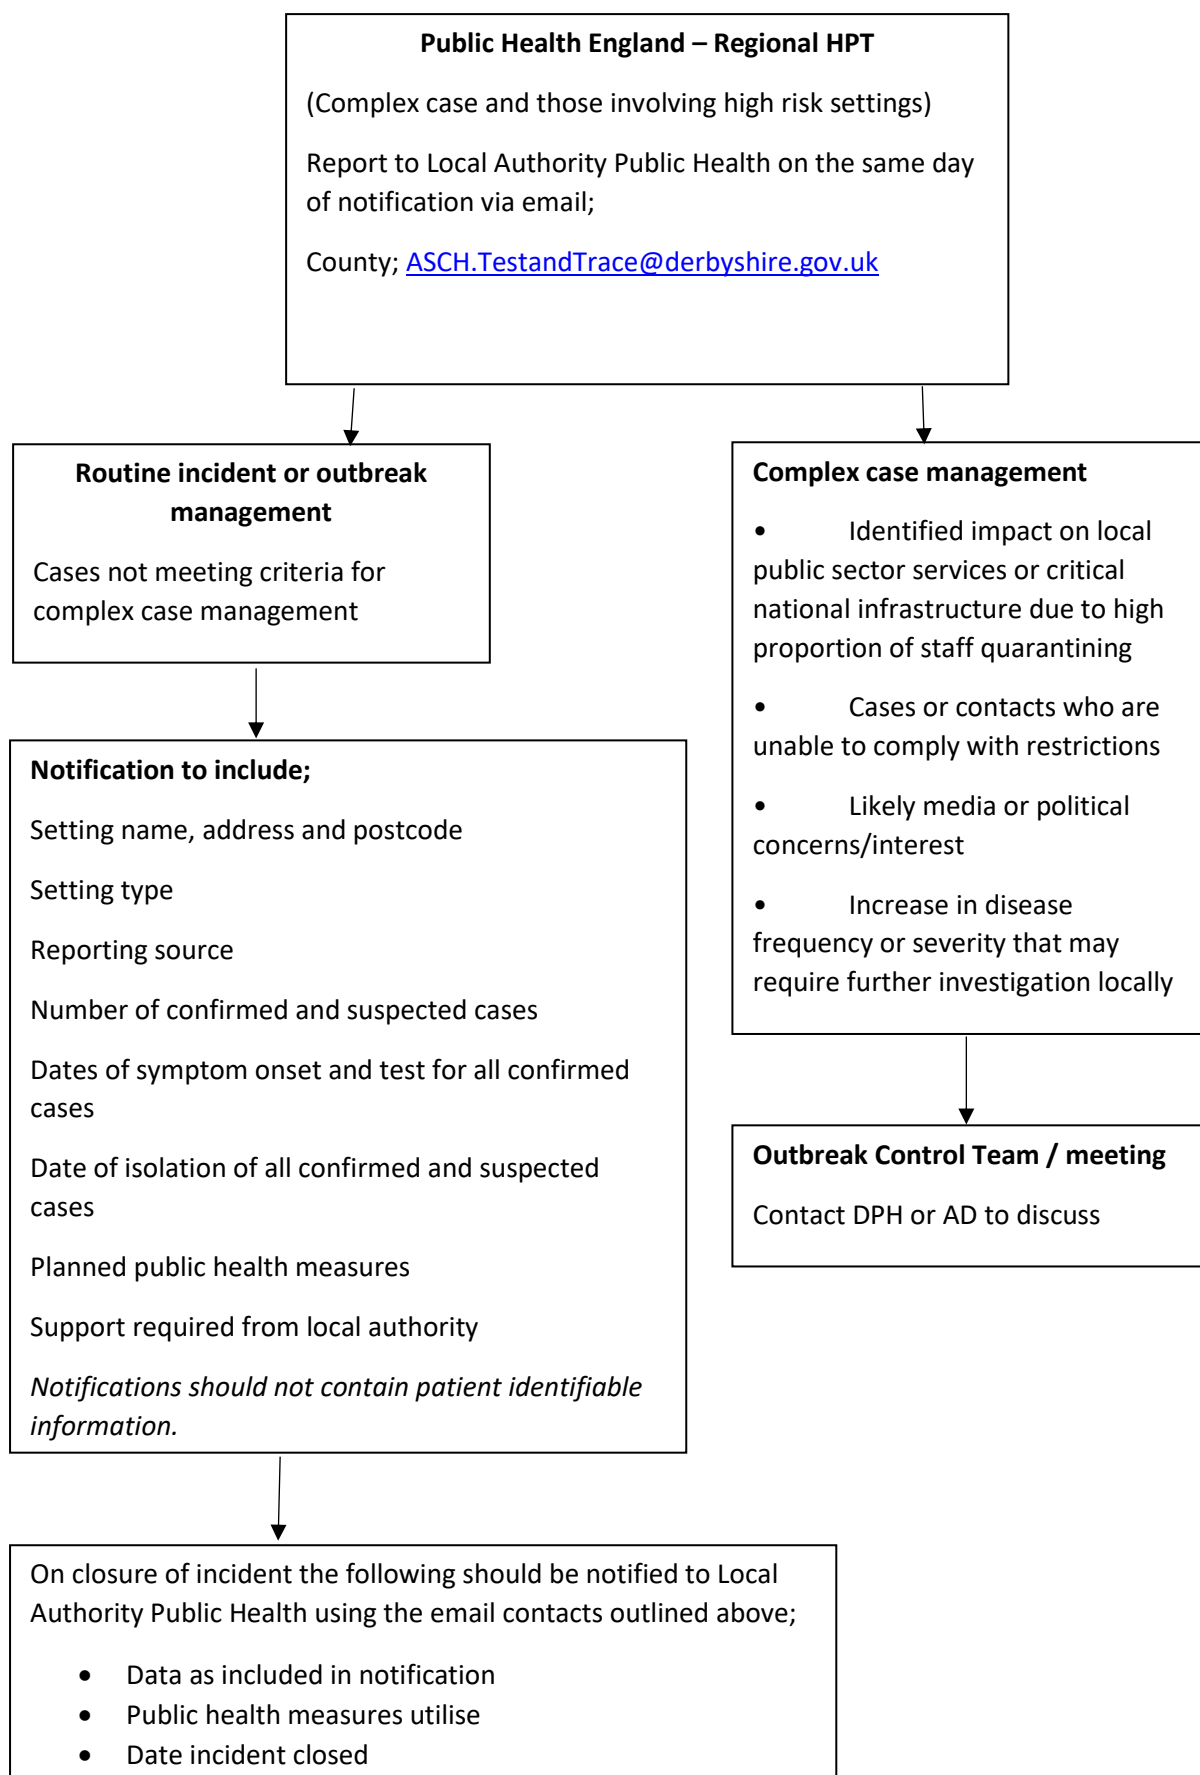 Public Health England – Regional HPT
(Complex case and those involving high risk settings)
Report to Local Authority Public Health on the same day
of notification via email;
County; ASCH.TestandTrace@derbyshire.gov.uk
Routine incident or outbreak
management
Cases not meeting criteria for
complex case management
Notification to include;
Setting name, address and postcode
Setting type
Reporting source
Number of confirmed and suspected cases
Dates of symptom onset and test for all confirmed
cases
Date of isolation of all confirmed and suspected
cases
Planned public health measures
Support required from local authority
Notifications should not contain patient identifiable
information.
On closure of incident the following should be notified to Local
Authority Public Health using the email contacts outlined above;
• Data as included in notification
• Public health measures utilise
• Date incident closed
Complex case management
• Identified impact on local
public sector services or critical
national infrastructure due to high
proportion of staff quarantining
• Cases or contacts who are
unable to comply with restrictions
• Likely media or political
concerns/interest
• Increase in disease
frequency or severity that may
require further investigation locally
Outbreak Control Team / meeting
Contact DPH or AD to discuss